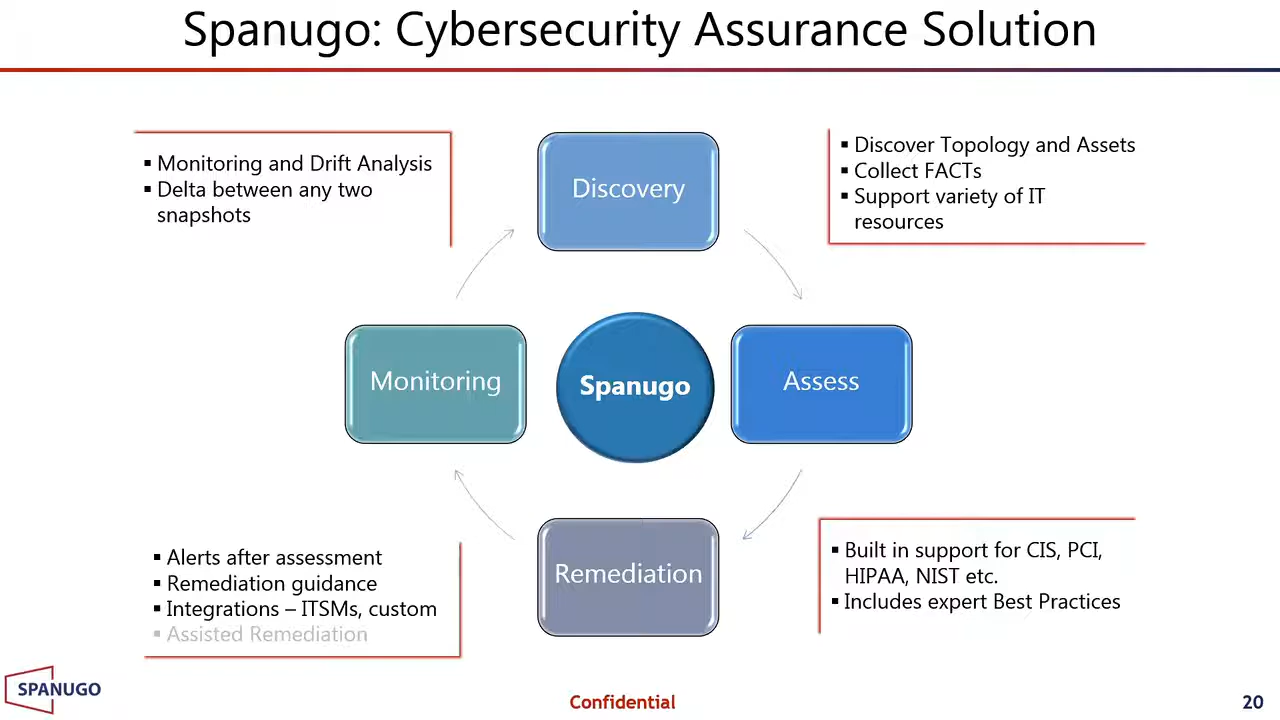 Spanugo: Cybersecurity Assurance Solution
▪ Monitoring and Drift Analysis
▪ Delta between any two
snapshots
Discovery
▪ Discover Topology and Assets
▪ Collect FACTs
▪ Support variety of IT
resources
Monitoring
Spanugo
Assess
▪ Alerts after assessment
▪ Remediation guidance
▪ Integrations – ITSMs, custom
▪ Assisted Remediation
Remediation
▪ Built in support for CIS, PCI,
HIPAA, NIST etc.
▪ Includes expert Best Practices
SPANUGO
Confidential
20